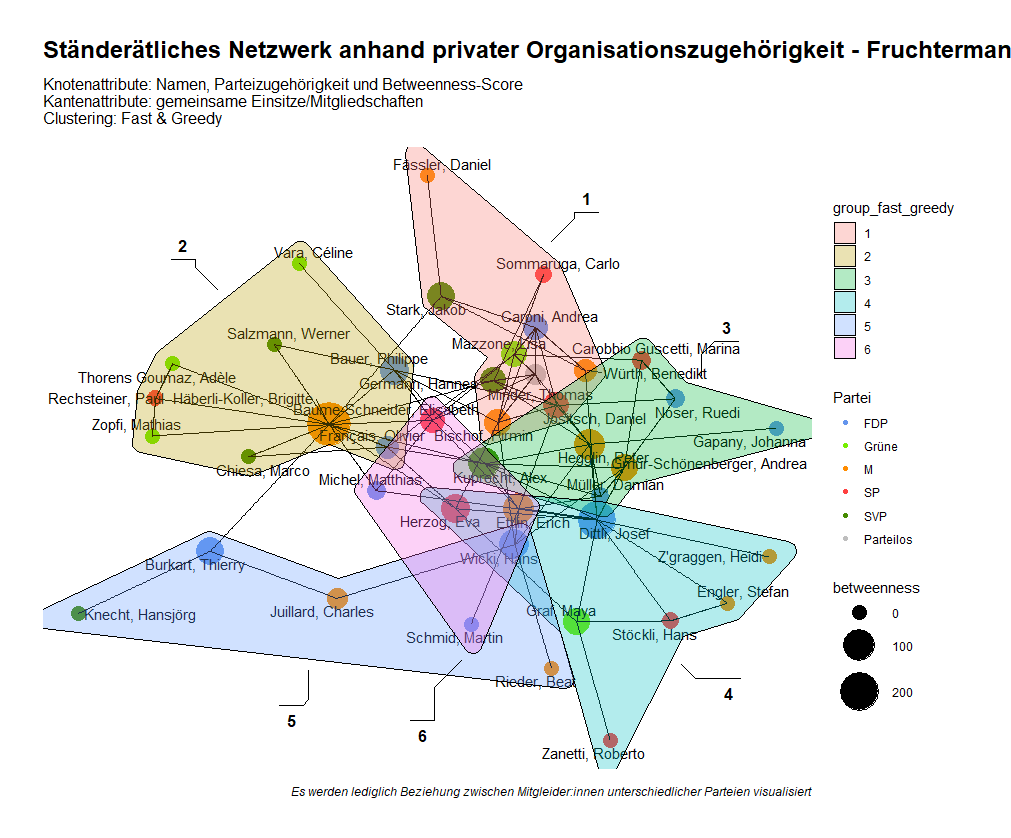 Ständerätliches Netzwerk anhand privater Organisationszugehörigkeit - Fruchterman
Knotenattribute: Namen, Parteizugehörigkeit und Betweenness-Score
Kantenattribute: gemeinsame Einsitze/Mitgliedschaften
Clustering: Fast & Greedy
Fässler, Daniel
1
2
Vara, Céline
Sommaruga, Carlo
Stark, Jakob
Caroni, Andrea
3
Salzmann, Werner
Mazzone, Lisa
Carobbio Guscetti, Marina
Bauer, Philippe
Würth, Benedikt
Thorens Goumaz, Adèle
Germann, Hannes
Minder, Thomas
Rechsteiner, Paul
Häberli-Koller, Brigitte
Baume-Schneider, Elisabeth
Noser, Ruedi
Jositsch, Daniel
Zopfi, Mathias
Français, Olivier
Bischof, Pirmin
Gapany, Johanna
Hegglin, Peter
Chiesa, Marco
Gmür-Schönenberger, Andrea
Michel, Matthias
Kuprecht, Alex
Müller, Damian
Herzog, Eva
Ettlin, Erich
Dittli, Josef
Wicki, Hans
Z'graggen, Heidi
Burkart, Thierry
Engler, Stefan
Knecht, Hansjörg
Juillard, Charles
Graf, Maya
Schmid, Martin
Stöckli, Hans
Rieder, Beat
4
5
6
Zanetti, Roberto
group_fast_greedy
1
2
3
4
5
6
Partei
FDP
Grüne
M
SP
SVP
Parteilos
betweenness
0
100
200
Es werden lediglich Beziehung zwischen Mitgleider:innen unterschiedlicher Parteien visualisiert